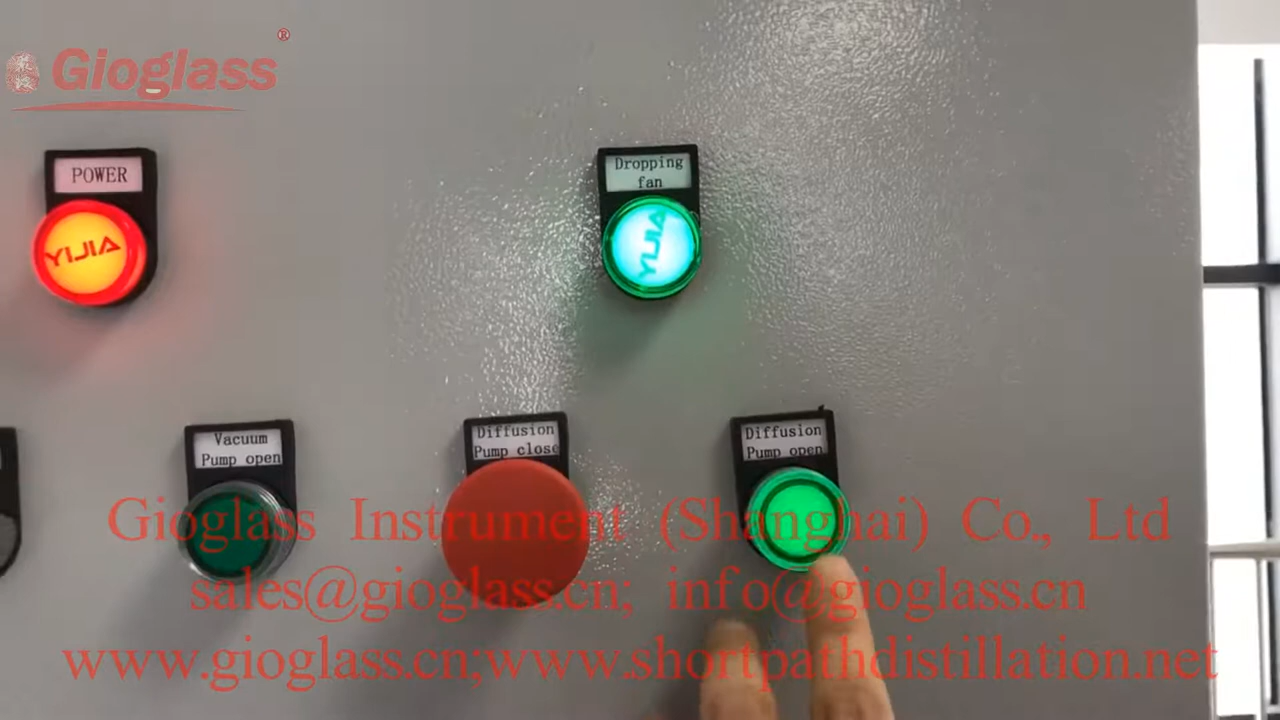 Gioglass®
POWER
YIJIA
Dropping
fan
YIJIA
Vacuum
Pump open
Diffusion
Pump close
Diffusion
Pump open
Gioglass Instrument (Shanghai) Co., Ltd
sales@gioglass.cn; info@gioglass.cn
www.gioglass.cn;www.shortpathdistillation.net